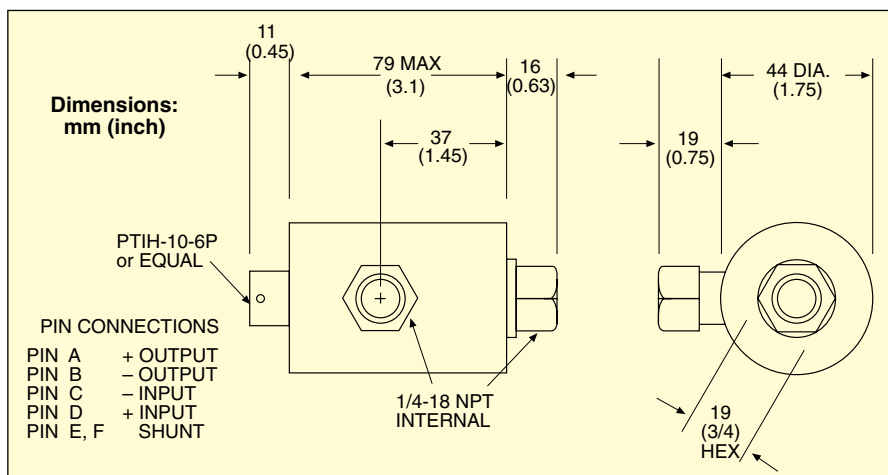 11
(0.45)
79 MAX
(3.1)
16
(0.63)
44 DIA.
(1.75)
Dimensions:
mm (inch)
37
(1.45)
19
(0.75)
PTIH-10-6P
or EQUAL
PIN CONNECTIONS
PIN A + OUTPUT
PIN B – OUTPUT
PIN C – INPUT
PIN D + INPUT
PIN E, F SHUNT
1/4-18 NPT
INTERNAL
19
(3/4)
HEX